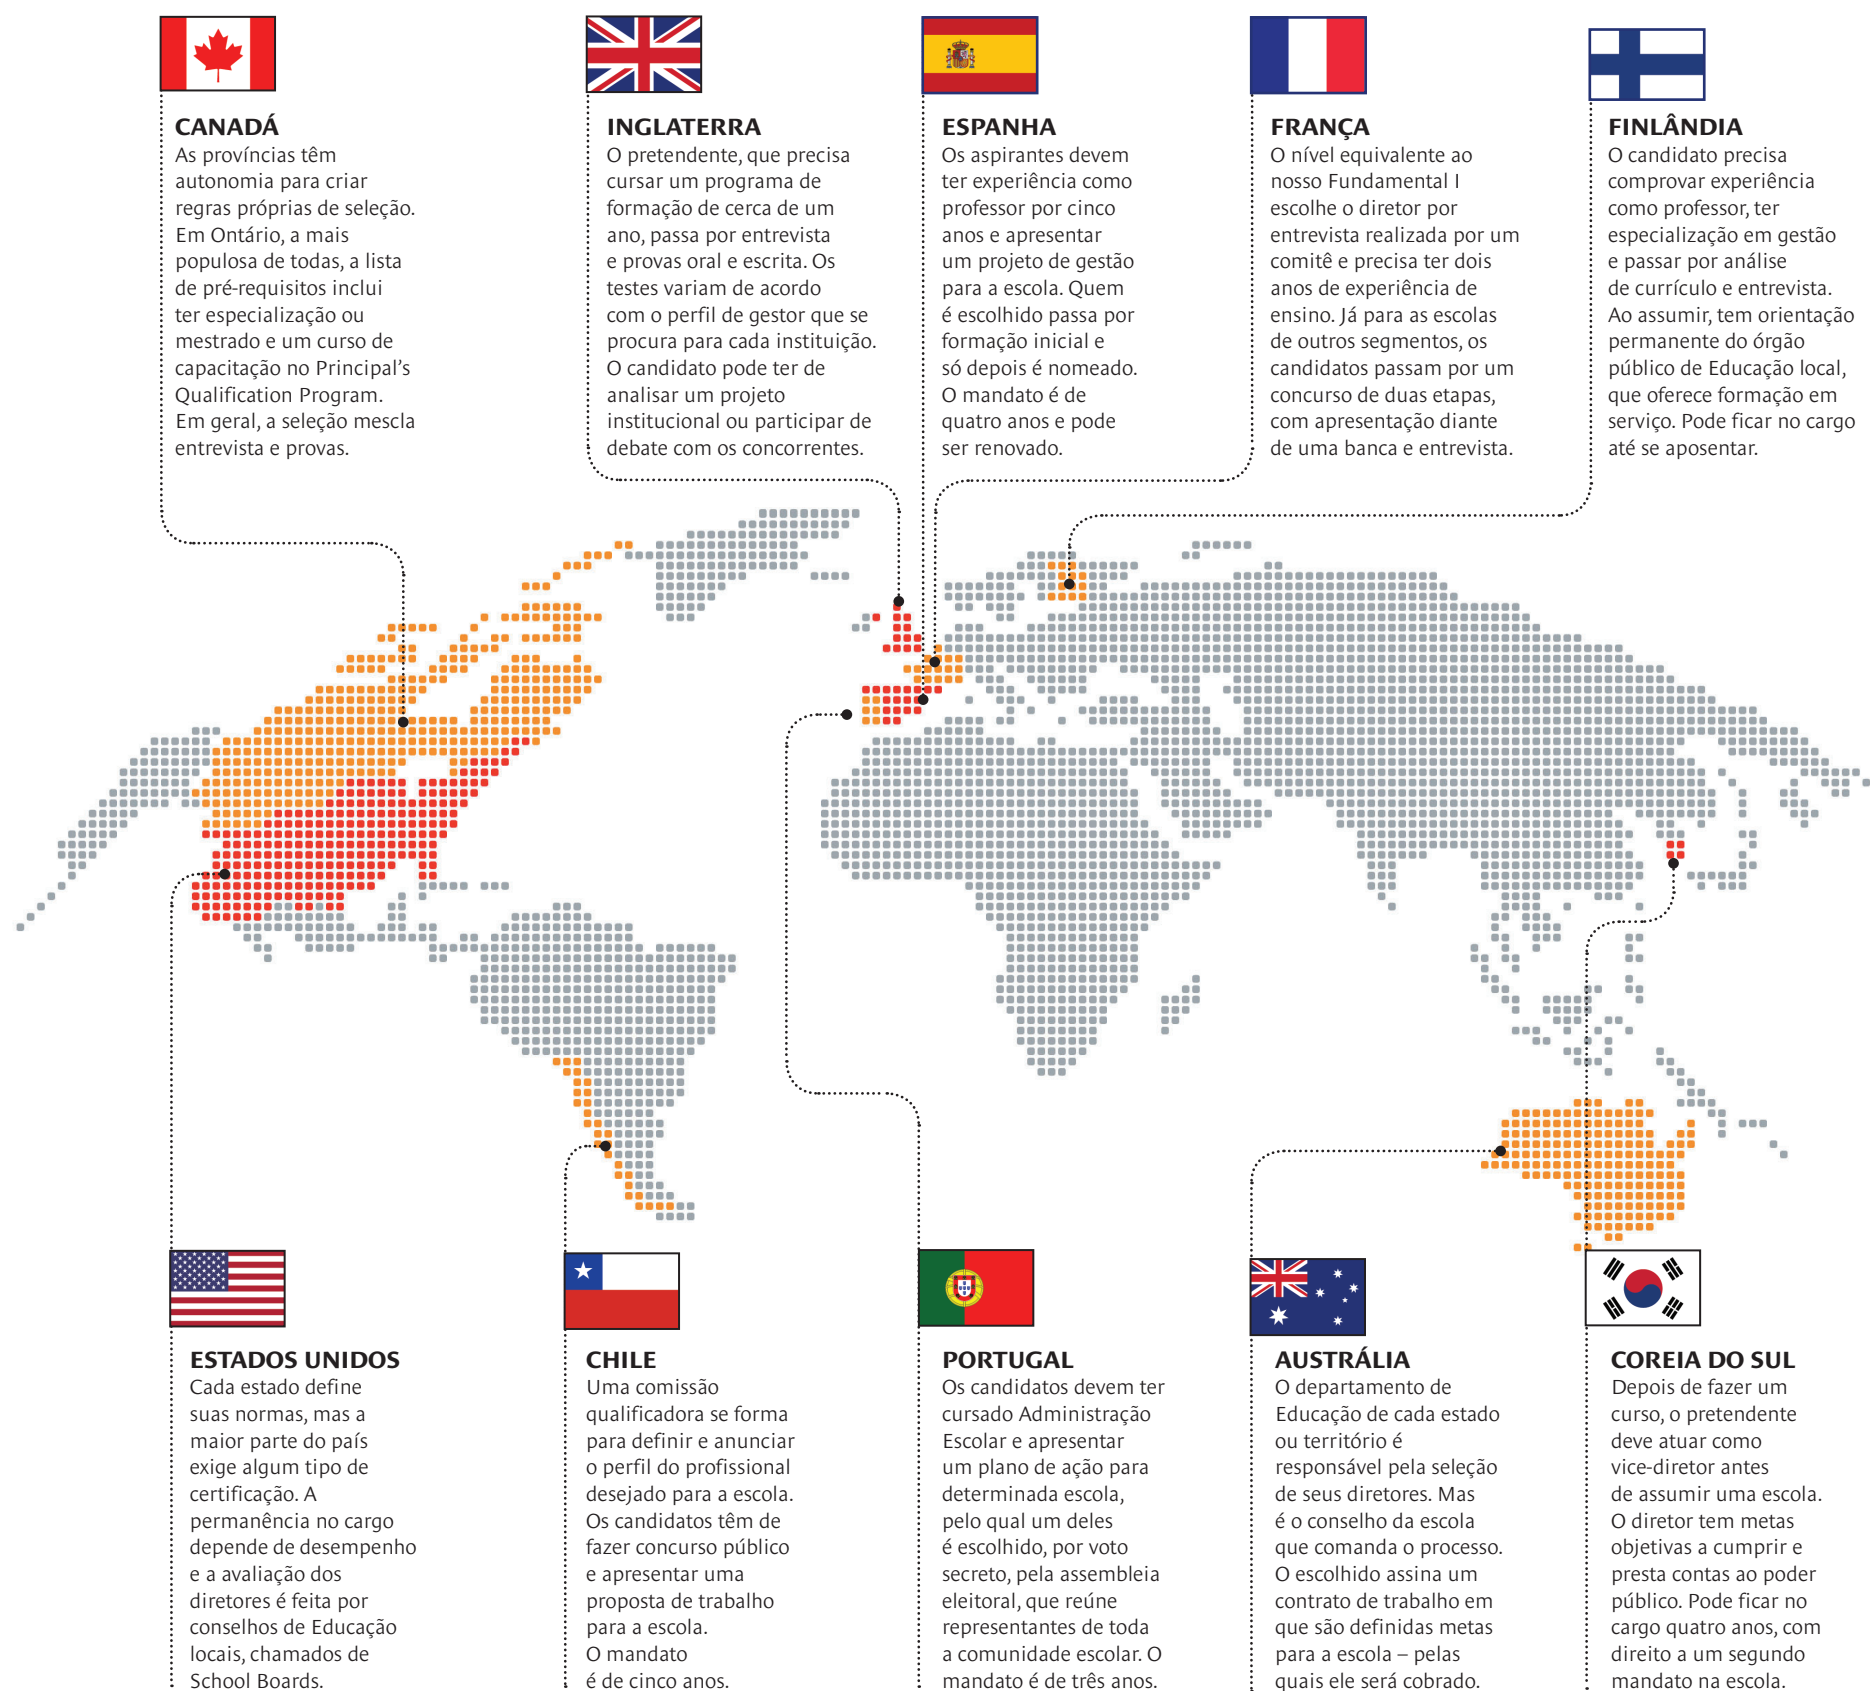 CANADÁ
As províncias têm
autonomia para criar
regras próprias de seleção.
Em Ontário, a mais
populosa de todas, a lista
de pré-requisitos inclui
ter especialização ou
mestrado e um curso de
capacitação no Principal’s
Qualification Program.
Em geral, a seleção mescla
entrevista e provas.
INGLATERRA
O pretendente, que precisa
cursar um programa de
formação de cerca de um
ano, passa por entrevista
e provas oral e escrita. Os
testes variam de acordo
com o perfil de gestor que se
procura para cada instituição.
O candidato pode ter de
analisar um projeto
institucional ou participar de
debate com os concorrentes.
ESPANHA
Os aspirantes devem
ter experiência como
professor por cinco
anos e apresentar
um projeto de gestão
para a escola. Quem
é escolhido passa por
formação inicial e
só depois é nomeado.
O mandato é de
quatro anos e pode
ser renovado.
FRANÇA
O nível equivalente ao
nosso Fundamental I
escolhe o diretor por
entrevista realizada por um
comitê e precisa ter dois
anos de experiência de
ensino. Já para as escolas
de outros segmentos, os
candidatos passam por um
concurso de duas etapas,
com apresentação diante
de uma banca e entrevista.
FINLÂNDIA
O candidato precisa
comprovar experiência
como professor, ter
especialização em gestão
e passar por análise
de currículo e entrevista.
Ao assumir, tem orientação
permanente do órgão
público de Educação local,
que oferece formação em
serviço. Pode ficar no cargo
até se aposentar.
ESTADOS UNIDOS
Cada estado define
suas normas, mas a
maior parte do país
exige algum tipo de
certificação. A
permanência no cargo
depende de desempenho
e a avaliação dos
diretores é feita por
conselhos de Educação
locais, chamados de
School Boards.
CHILE
Uma comissão
qualificadora se forma
para definir e anunciar
o perfil do profissional
desejado para a escola.
Os candidatos têm de
fazer concurso público
e apresentar uma
proposta de trabalho
para a escola.
O mandato
é de cinco anos.
PORTUGAL
Os candidatos devem ter
cursado Administração
Escolar e apresentar
um plano de ação para
determinada escola,
pelo qual um deles
é escolhido, por voto
secreto, pela assembleia
eleitoral, que reúne
representantes de toda
a comunidade escolar. O
mandato é de três anos.
AUSTRÁLIA
O departamento de
Educação de cada estado
ou território é
responsável pela seleção
de seus diretores. Mas
é o conselho da escola
que comanda o processo.
O escolhido assina um
contrato de trabalho em
que são definidas metas
para a escola – pelas
quais ele será cobrado.
COREIA DO SUL
Depois de fazer um
curso, o pretendente
deve atuar como
vice-diretor antes
de assumir uma escola.
O diretor tem metas
objetivas a cumprir e
presta contas ao poder
público. Pode ficar no
cargo quatro anos, com
direito a um segundo
mandato na escola.